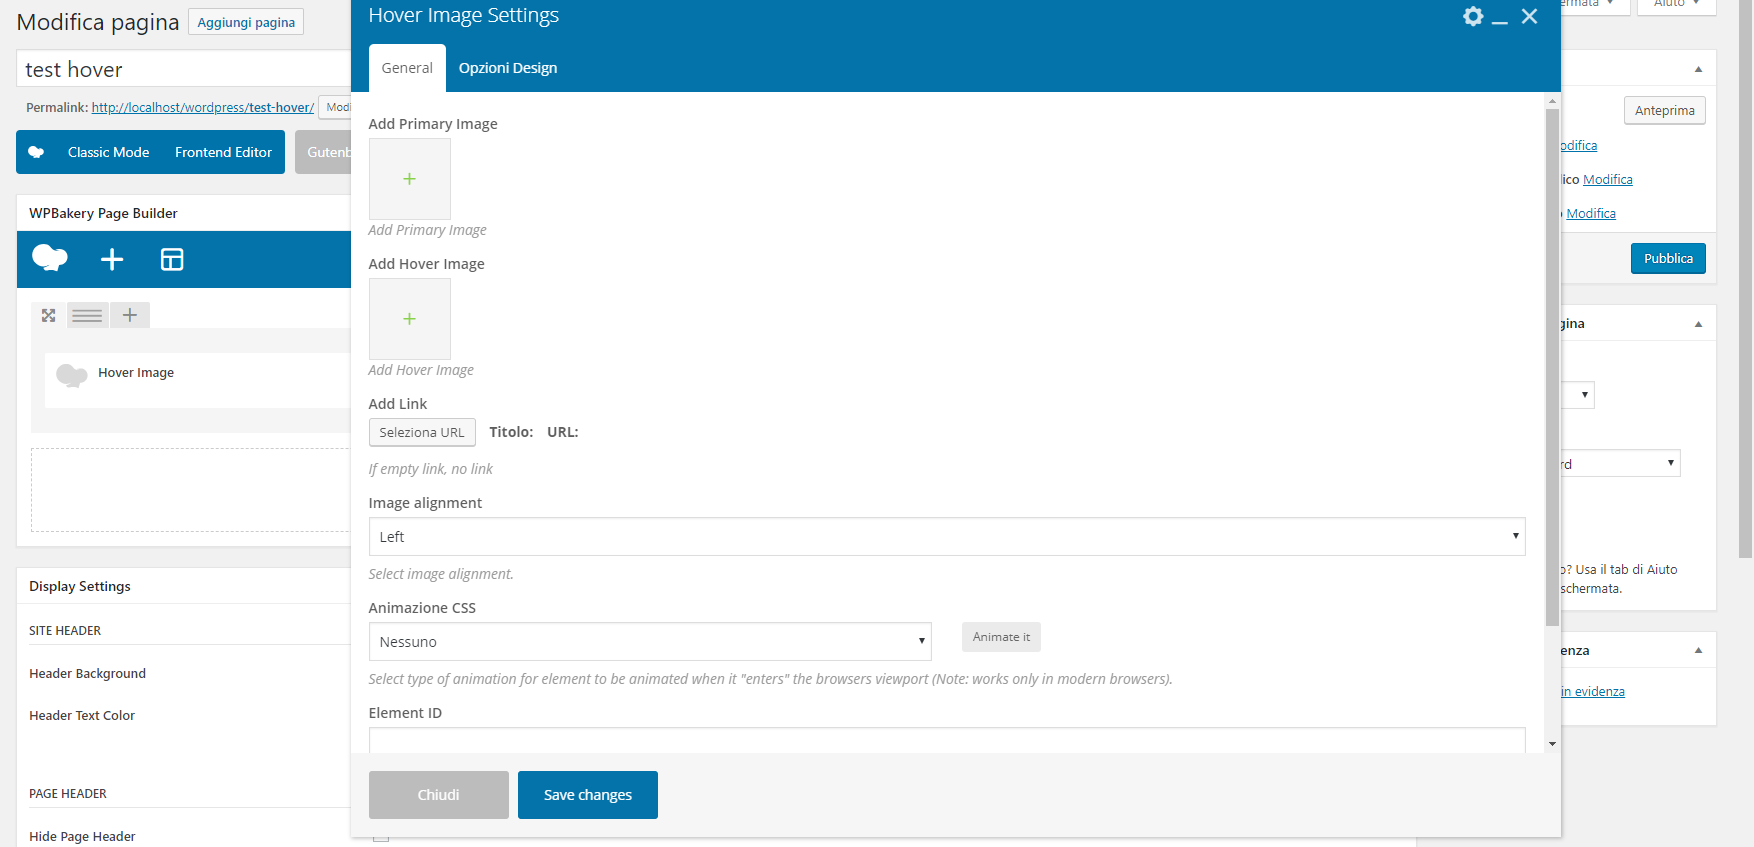 Modifica pagina
Aggiungi pagina
test hover
Permalink: http://localhost/wordpress/test-hover/
Modi
Classic Mode
Frontend Editor
Gutenb
WPBakery Page Builder
Hover Image
Display Settings
SITE HEADER
Header Background
Header Text Color
PAGE HEADER
Hide Page Header
Hover Image Settings
General
Opzioni Design
Add Primary Image
Add Primary Image
Add Hover Image
Add Hover Image
Add Link
Seleziona URL
Titolo: URL:
If empty link, no link
Image alignment
Left
Select image alignment.
Animazione CSS
Nessuno
Animate it
Select type of animation for element to be animated when it "enters" the browsers viewport (Note: works only in modern browsers).
Element ID
Chiudi
Save changes
ermata
Aiuto
Anteprima
odifica
lico Modifica
Modifica
Pubblica
gina
rd
o? Usa il tab di Aiuto
schermata.
enza
in evidenza